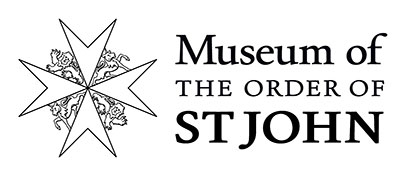 Museum of
THE ORDER OF
ST JOHN